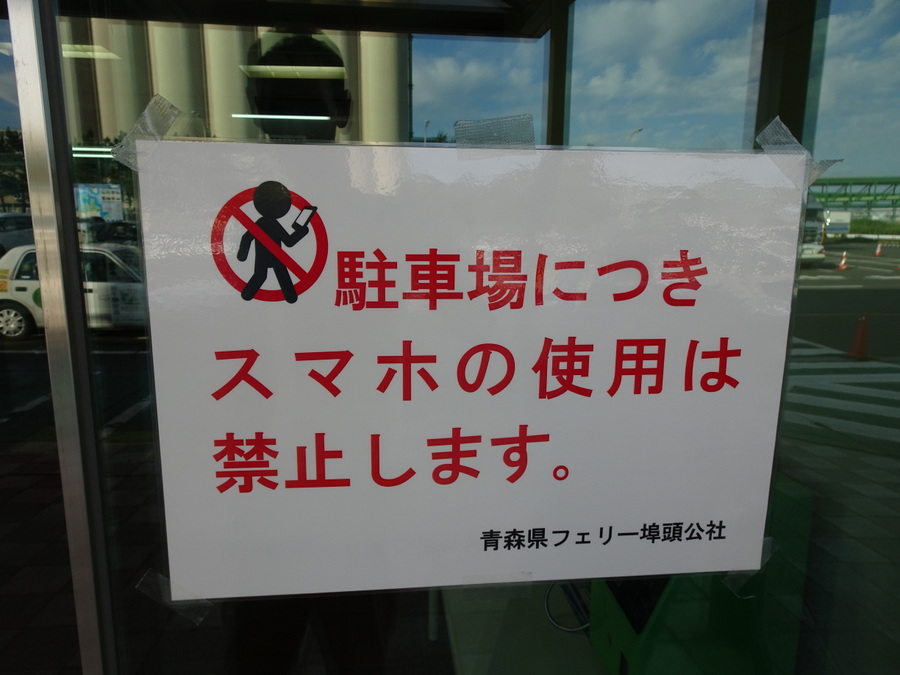 駐車場につき
スマホの使用は
禁止します。
青森県フェリー埠頭公社